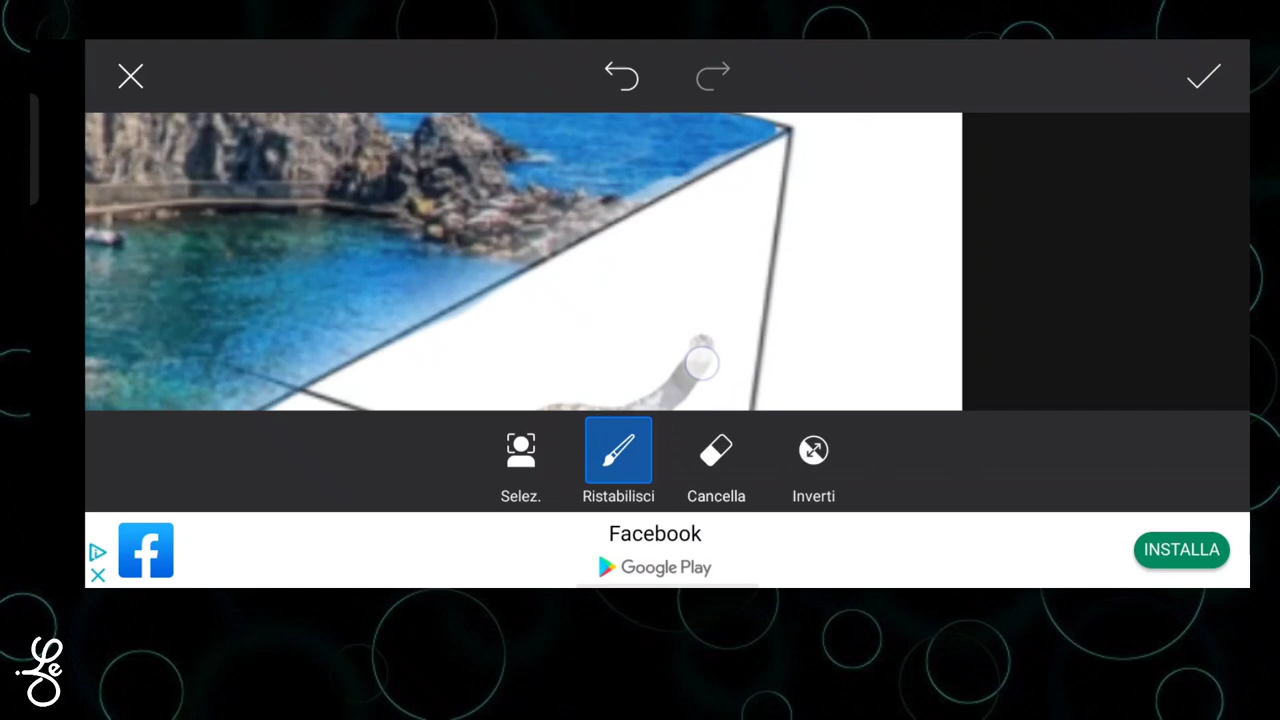 Selez.
Ristabilisci
Cancella
Inverti
Facebook
Google Play
INSTALLA